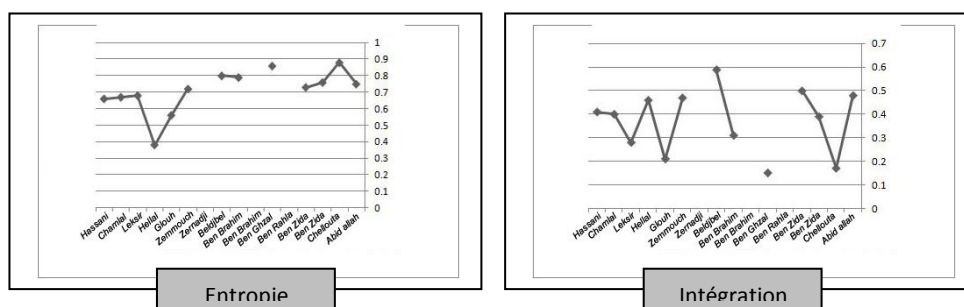 1
0.9
0.8
0.7
0.6
0.5
0.4
0.3
0.2
0.1
0
Hassani
Chamlal
Leksir
Hellal
Glouh
Zemmouch
Zernadji
Beldjbel
Ben Brahim
Ben Brahim
Ben Ghzal
Ben Rahla
Ben Zida
Ben Zida
Chellouta
Abid allah
Entropie
0.7
0.6
0.5
0.4
0.3
0.2
0.1
0
Hassani
Chamlal
Leksir
Hellal
Glouh
Zemmouch
Zernadji
Beldjbel
Ben Brahim
Ben Brahim
Ben Ghzai
Ben Rahla
Ben Zida
Ben Zida
Chellouta
Abid allah
Intégration